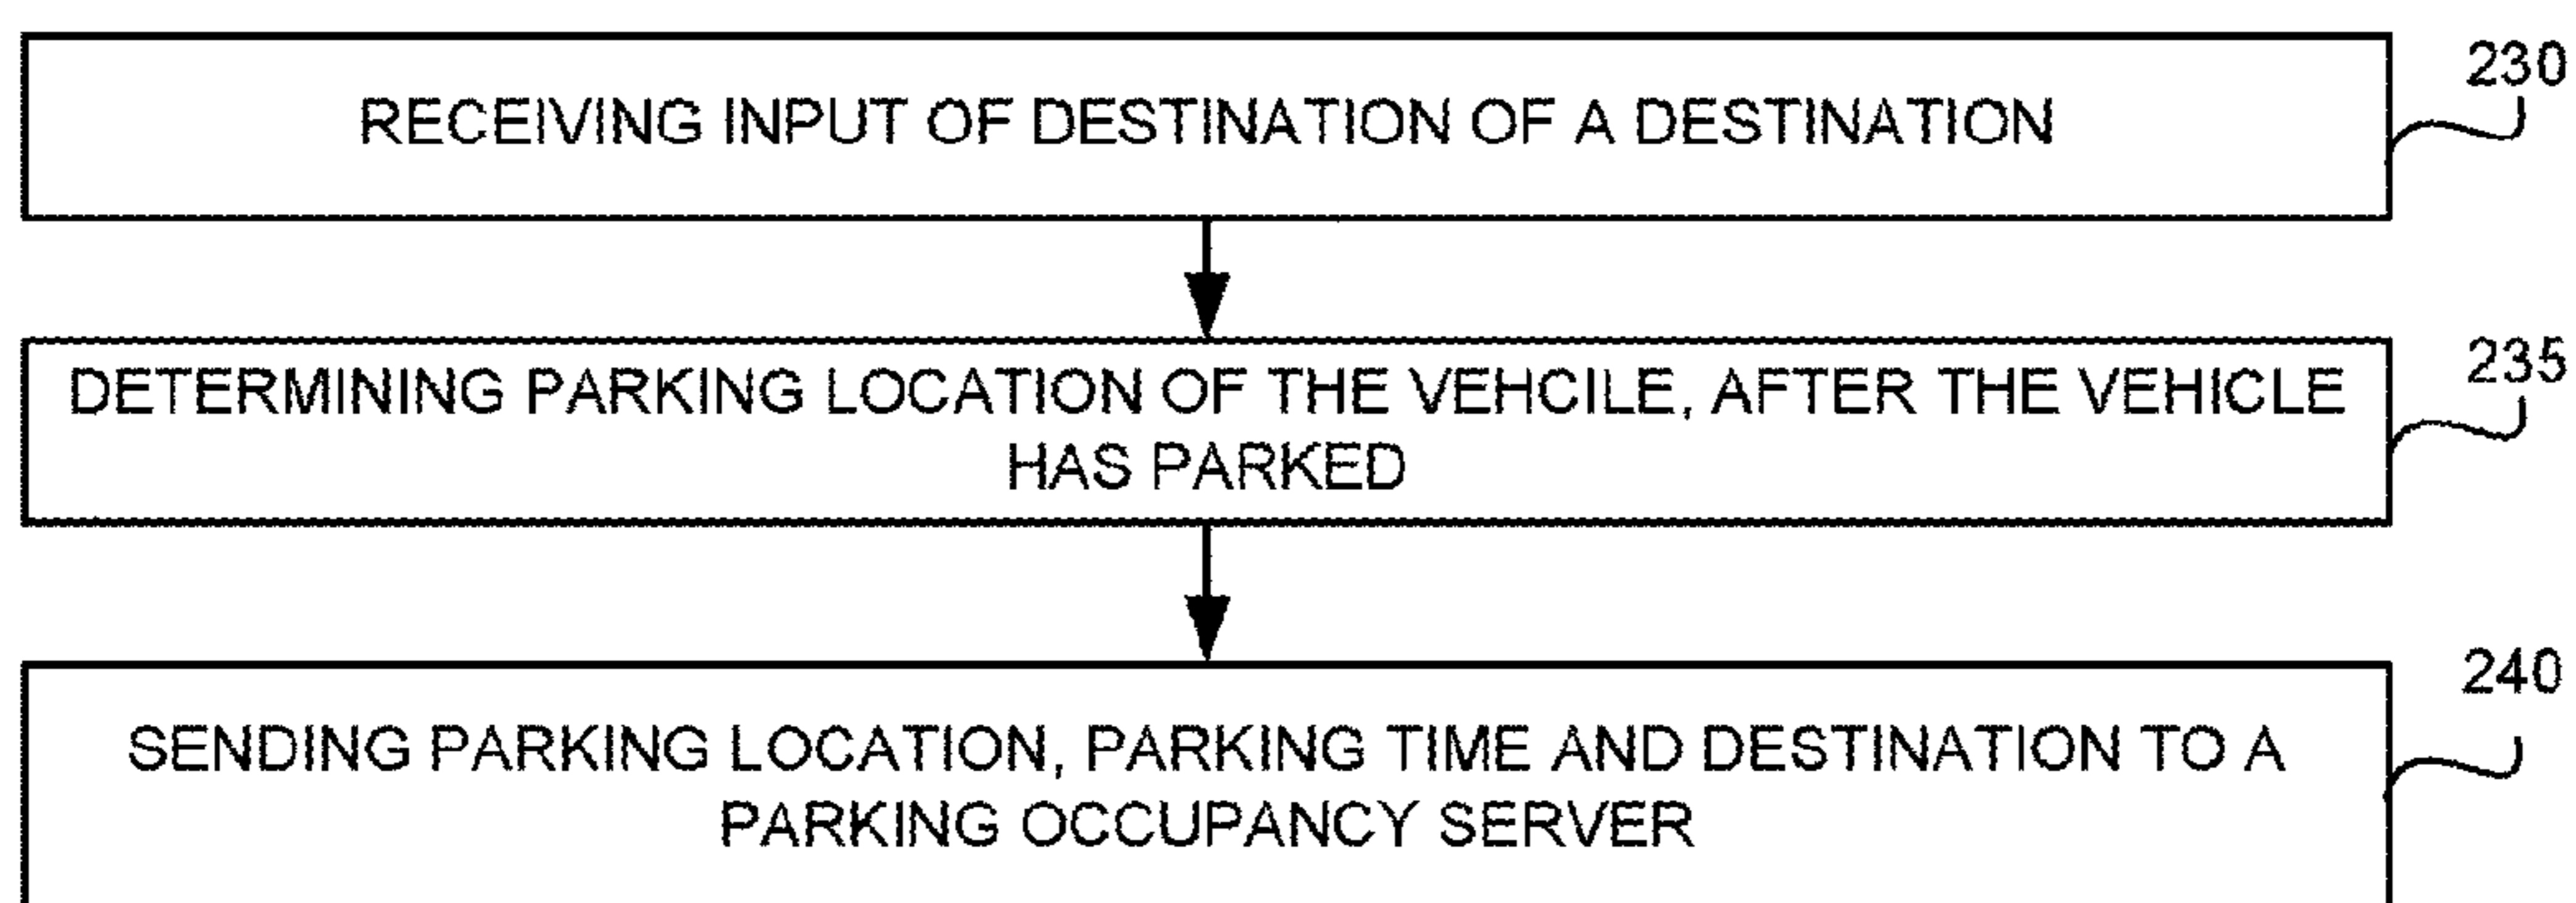 230
RECEIVING INPUT OF DESTINATION OF A DESTINATION
235
DETERMINING PARKING LOCATION OF THE VEHCILE, AFTER THE VEHICLE
HAS PARKED
240
SENDING PARKING LOCATION, PARKING TIME AND DESTINATION TO A
PARKING OCCUPANCY SERVER